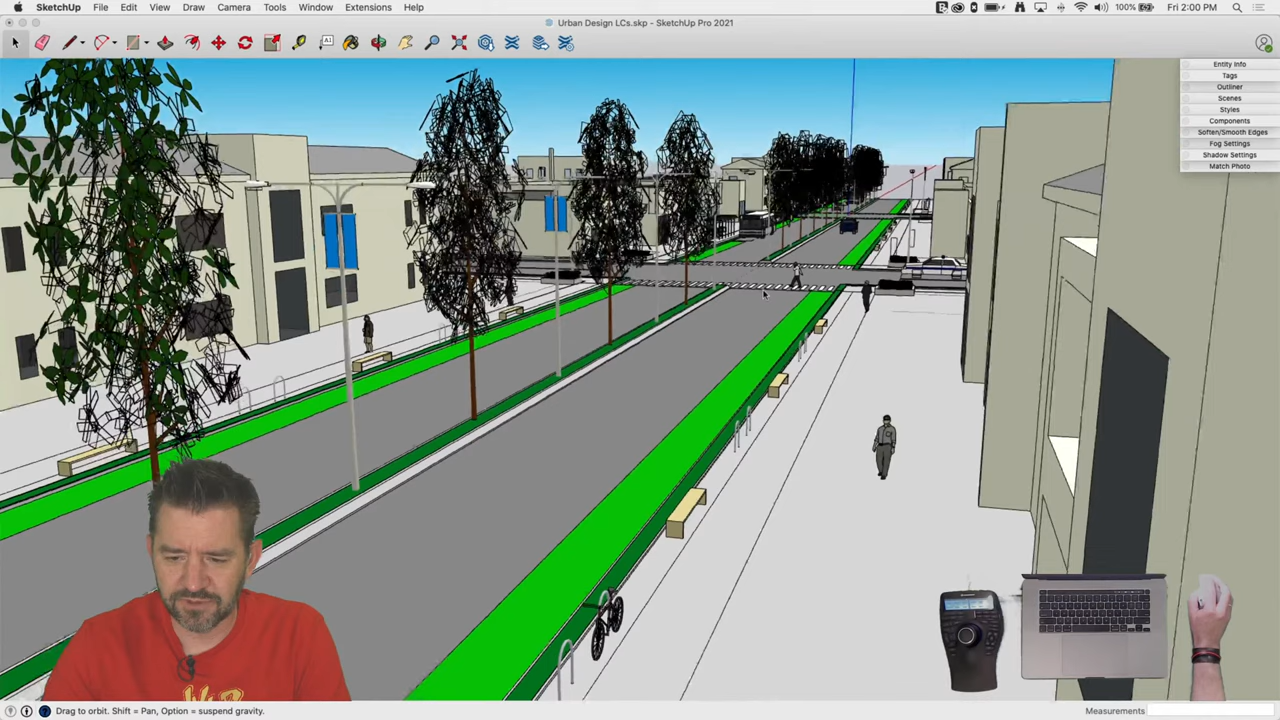 SketchUp File Edit View Draw Camera Tools Window Extensions Help
100% Fri 2:00 PM
Urban Design LCs.skp - SketchUp Pro 2021
Entity Info
Tags
Outliner
Scenes
Styles
Components
Soften/Smooth Edges
Fog Settings
Shadow Settings
Match Photo
Drag to orbit. Shift = Pan, Option = suspend gravity.
Measurements